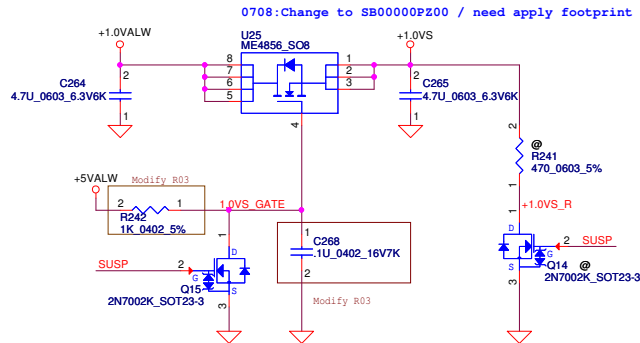 0708:Change to SB00000PZ00 / need apply footprint
+1.0VALW
U25
ME4856_SO8
+1.0VS
8
7
6
5
1
2
3
4
2
C264
4.7U_0603_6.3V6K
1
2
C265
4.7U_0603_6.3V6K
1
2
@
R241
470_0603_5%
1
+5VALW
Modify R03
2
1
R242
1K_0402_5%
1.0VS_GATE
+1.0VS_R
1
D
1
C268
.1U_0402_16V7K
2
Modify R03
SUSP
2
G
Q15
S
2N7002K_SOT23-3
3
1
D
2
SUSP
G
Q14
@
S
2N7002K_SOT23-3
3